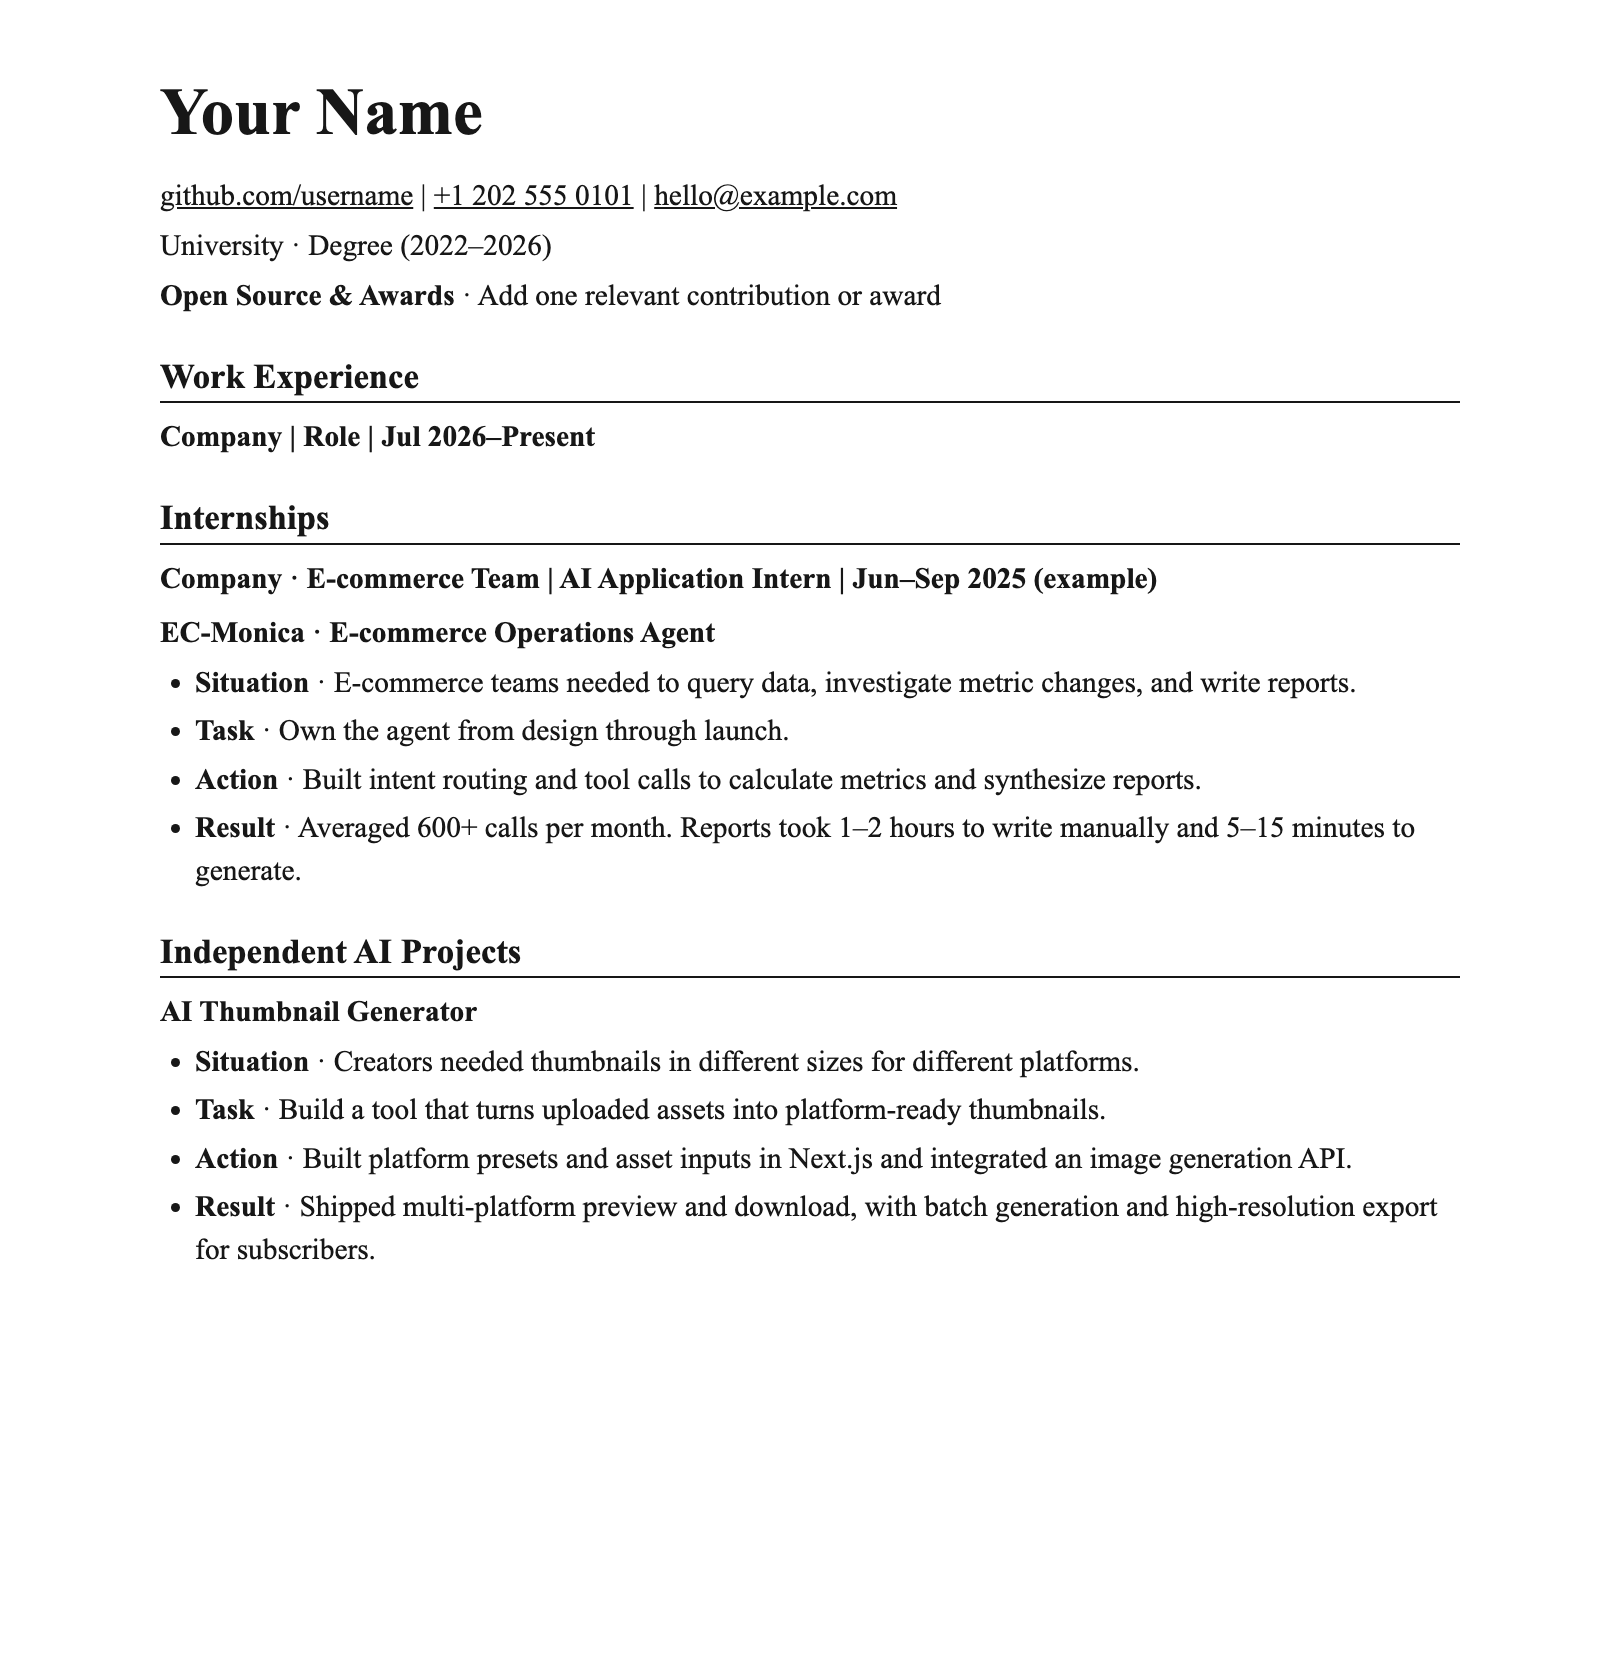 Your Name
github.com/username | +1 202 555 0101 | hello@example.com
University · Degree (2022–2026)
Open Source & Awards · Add one relevant contribution or award
Work Experience
Company | Role | Jul 2026–Present
Internships
Company · E-commerce Team | AI Application Intern | Jun–Sep 2025 (example)
EC-Monica · E-commerce Operations Agent
• Situation · E-commerce teams needed to query data, investigate metric changes, and write reports.
• Task · Own the agent from design through launch.
• Action · Built intent routing and tool calls to calculate metrics and synthesize reports.
• Result · Averaged 600+ calls per month. Reports took 1–2 hours to write manually and 5–15 minutes to
generate.
Independent AI Projects
AI Thumbnail Generator
• Situation · Creators needed thumbnails in different sizes for different platforms.
• Task · Build a tool that turns uploaded assets into platform-ready thumbnails.
• Action · Built platform presets and asset inputs in Next.js and integrated an image generation API.
• Result · Shipped multi-platform preview and download, with batch generation and high-resolution export
for subscribers.